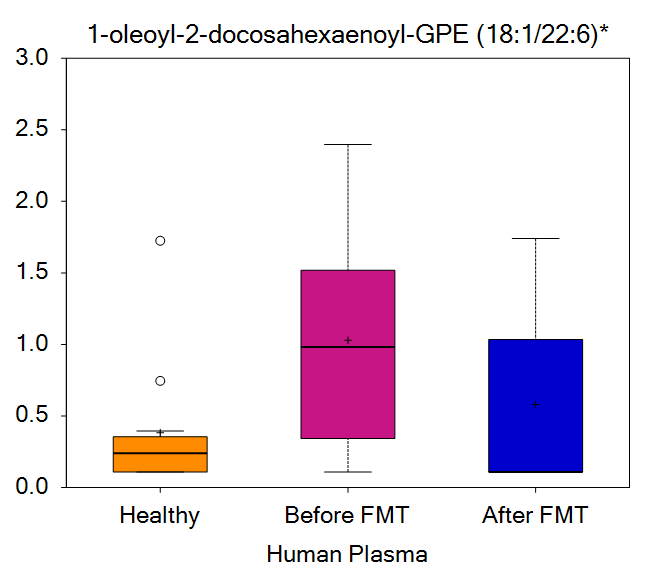 1-oleoyl-2-docosahexaenoyl-GPE (18:1/22:6)*
3.0
2.5
2.0
1.5
1.0
0.5
0.0
Healthy Before FMT After FMT
Human Plasma